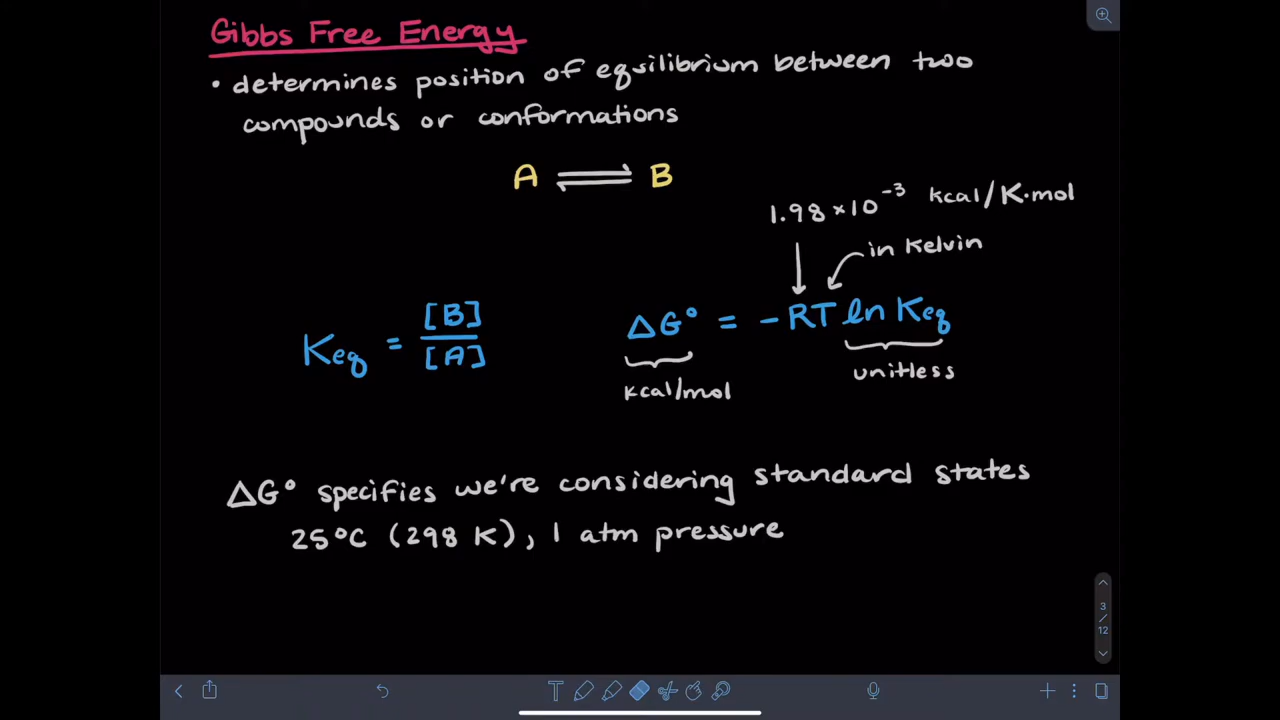 Gibbs Free Energy
• determines position of equilibrium between two
compounds or conformations
A ⇌ B
1.98 × 10⁻³ kcal/K·mol
in Kelvin
Keq = [B]/[A]
ΔG° = -RT ln Keq
kcal/mol
unitless
ΔG° specifies we're considering standard states
25°C (298 K), 1 atm pressure
3
/
12
T